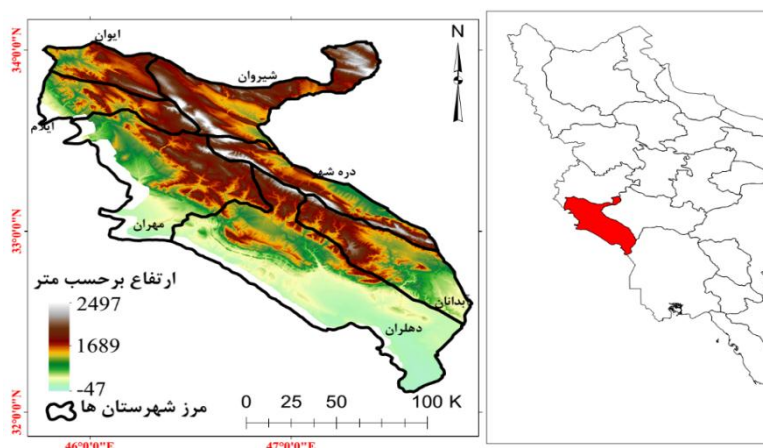 ایوان
N
34°0'0"N
شیروان
ایلام
دره شهر
33°0'0"N
مهران
ارتفاع برحسب متر
2497
1689
-47
بدانان
دهلران
مرز شهرستان ها
0 25 50 100 K
32°0'0"N
46°0'0"E 47°0'0"E